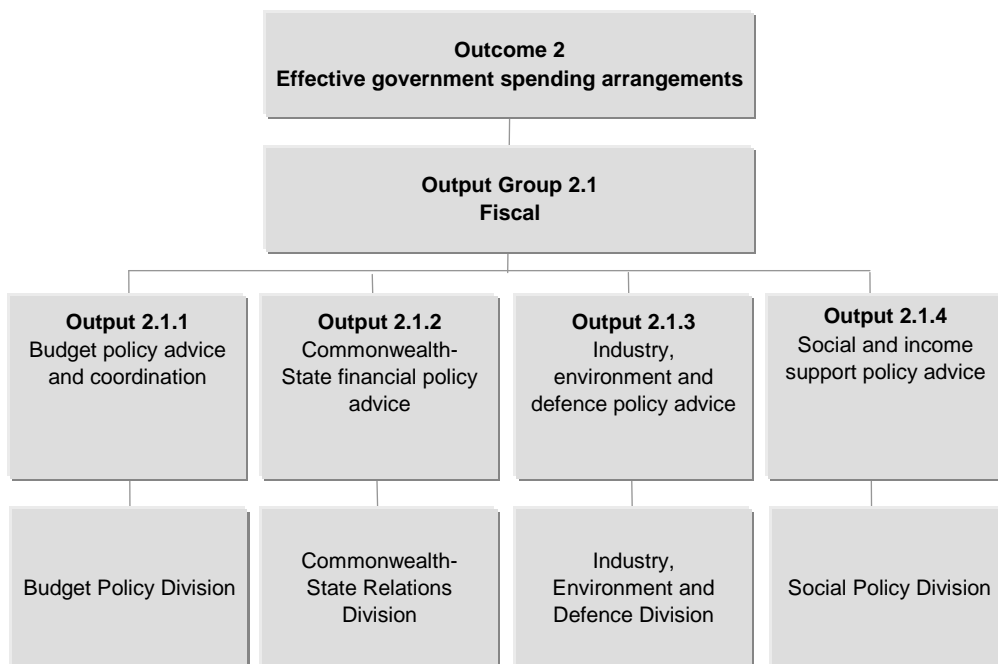 Outcome 2
Effective government spending arrangements
Output Group 2.1
Fiscal
Output 2.1.1
Budget policy advice
and coordination
Output 2.1.2
Commonwealth-
State financial policy
advice
Output 2.1.3
Industry,
environment and
defence policy advice
Output 2.1.4
Social and income
support policy advice
Budget Policy Division
Commonwealth-
State Relations
Division
Industry,
Environment and
Defence Division
Social Policy Division